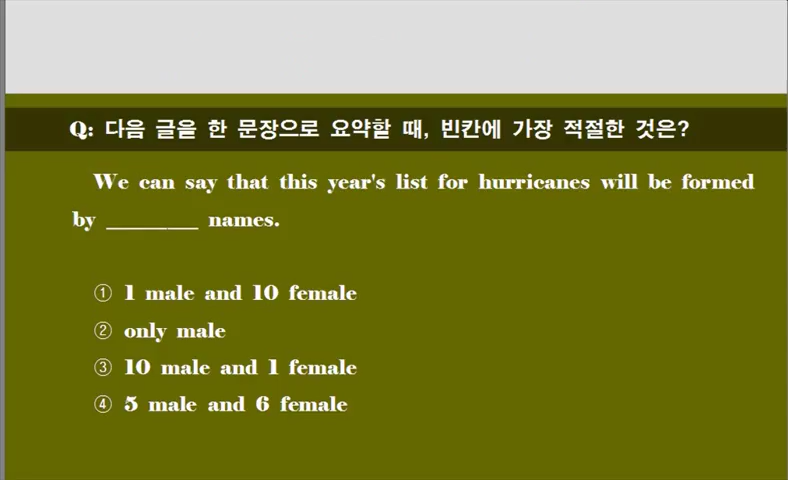 Q: 다음 글을 한 문장으로 요약할 때, 빈칸에 가장 적절한 것은?
We can say that this year's list for hurricanes will be formed
by ________ names.
① 1 male and 10 female
② only male
③ 10 male and 1 female
④ 5 male and 6 female